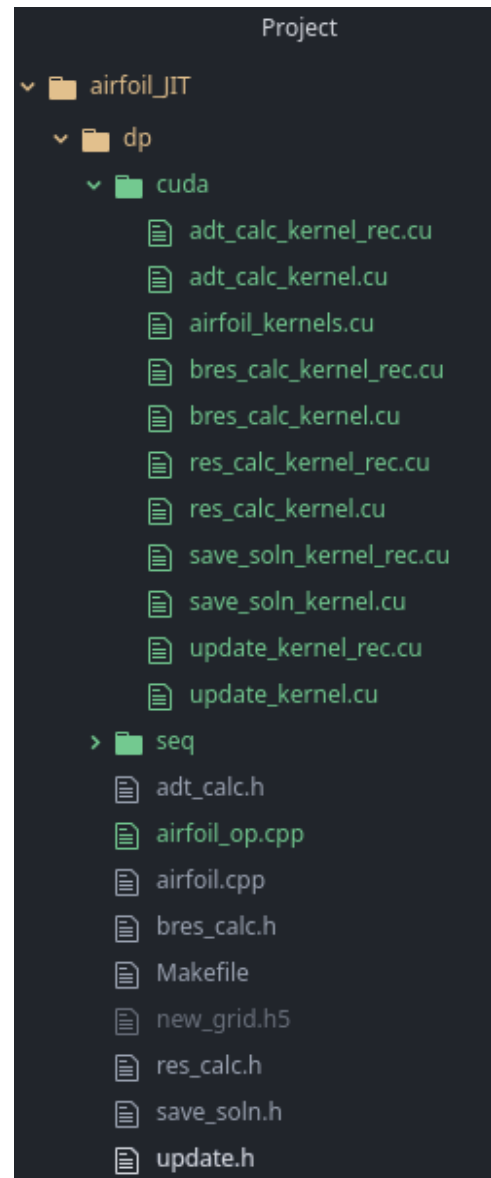 Project
airfoil_JIT
dp
cuda
adt_calc_kernel_rec.cu
adt_calc_kernel.cu
airfoil_kernels.cu
bres_calc_kernel_rec.cu
bres_calc_kernel.cu
res_calc_kernel_rec.cu
res_calc_kernel.cu
save_soln_kernel_rec.cu
save_soln_kernel.cu
update_kernel_rec.cu
update_kernel.cu
seq
adt_calc.h
airfoil_op.cpp
airfoil.cpp
bres_calc.h
Makefile
new_grid.h5
res_calc.h
save_soln.h
update.h